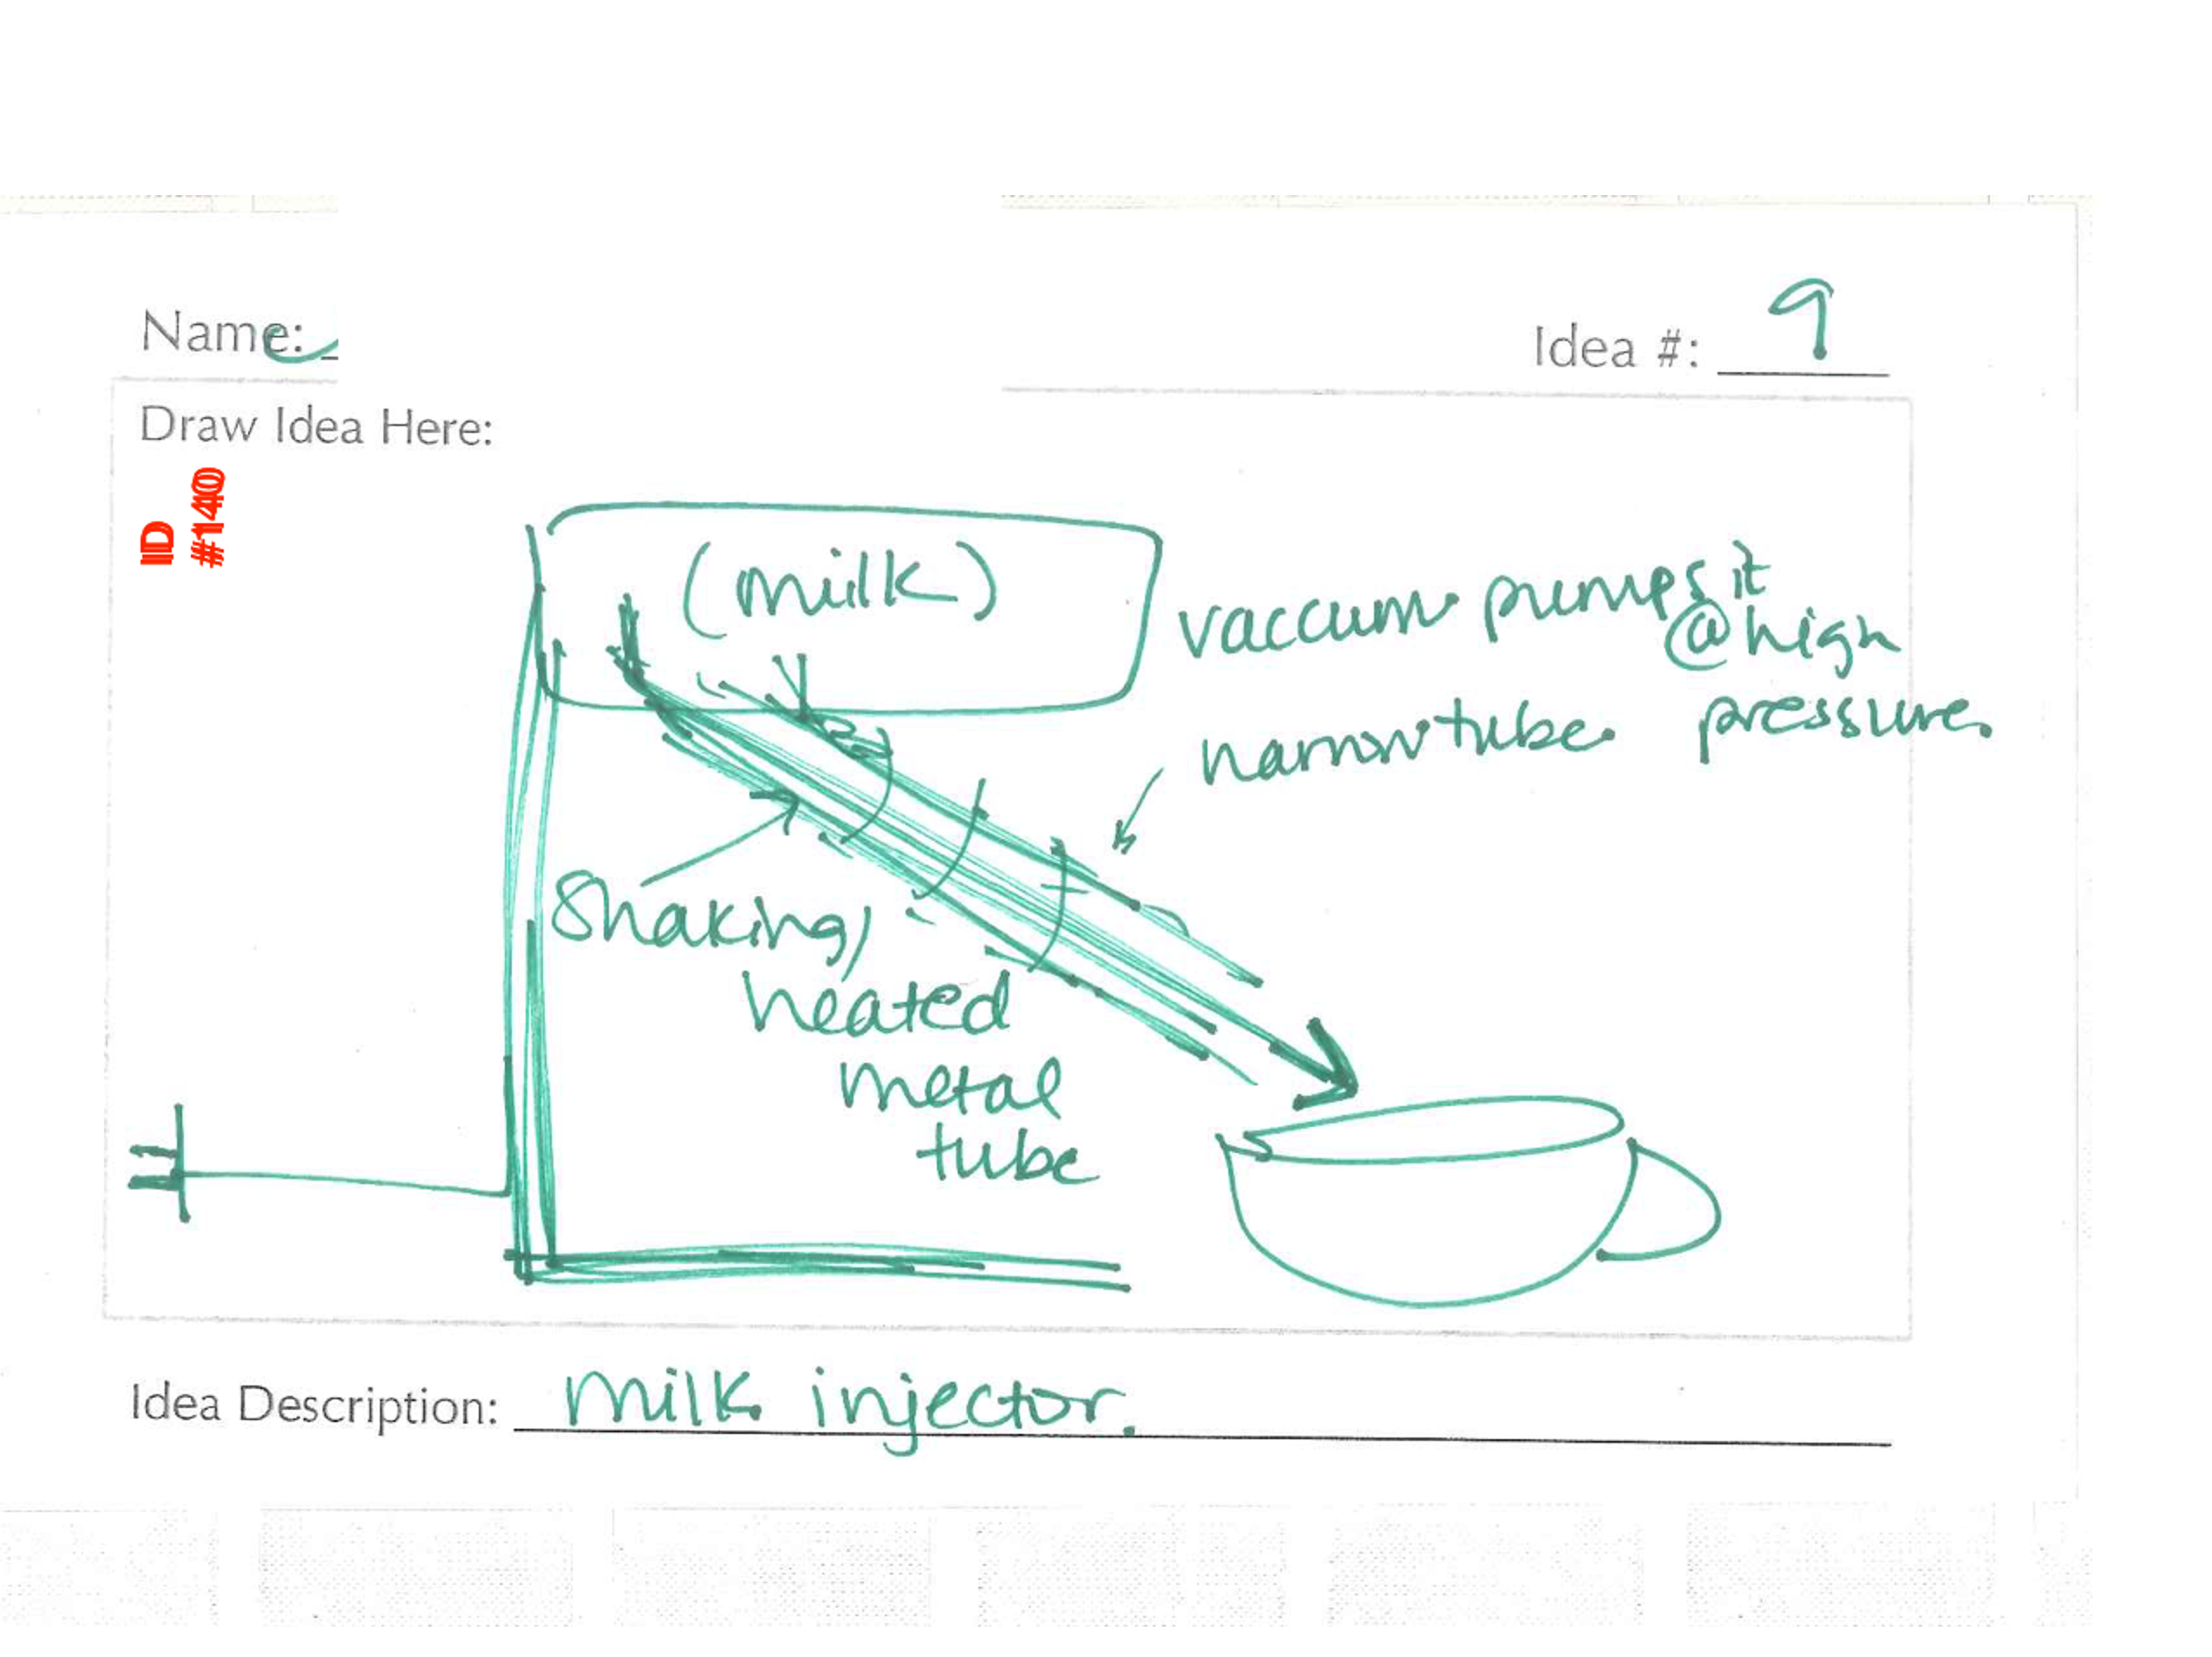 Name:
Idea #: 9
Draw Idea Here:
ID
#1440
(milk)
vaccum pumps it
@ high
pressure.
narrow tube.
Shaking,
heated
metal
tube
Idea Description: milk injector.